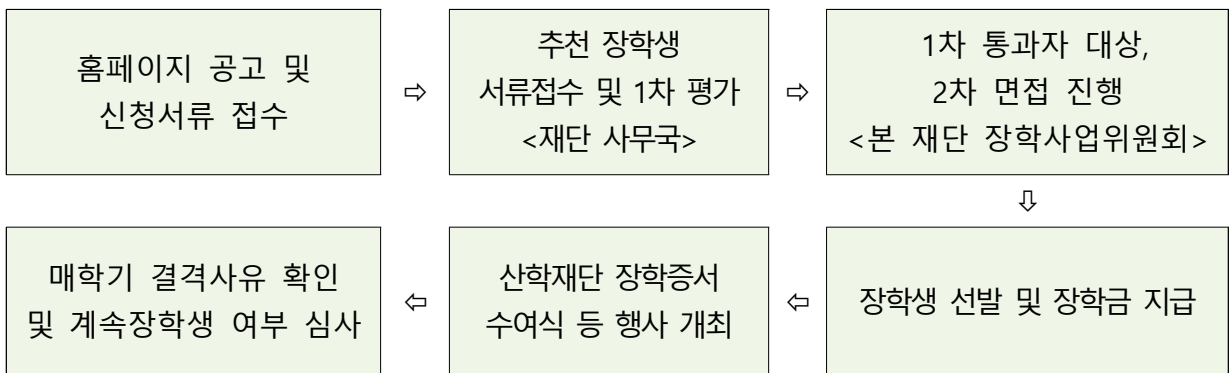 홈페이지 공고 및
신청서류 접수
⇨
추천 장학생
서류접수 및 1차 평가
<재단 사무국>
⇨
1차 통과자 대상,
2차 면접 진행
<본 재단 장학사업위원회>
⇩
장학생 선발 및 장학금 지급
⇦
산학재단 장학증서
수여식 등 행사 개최
⇦
매학기 결격사유 확인
및 계속장학생 여부 심사